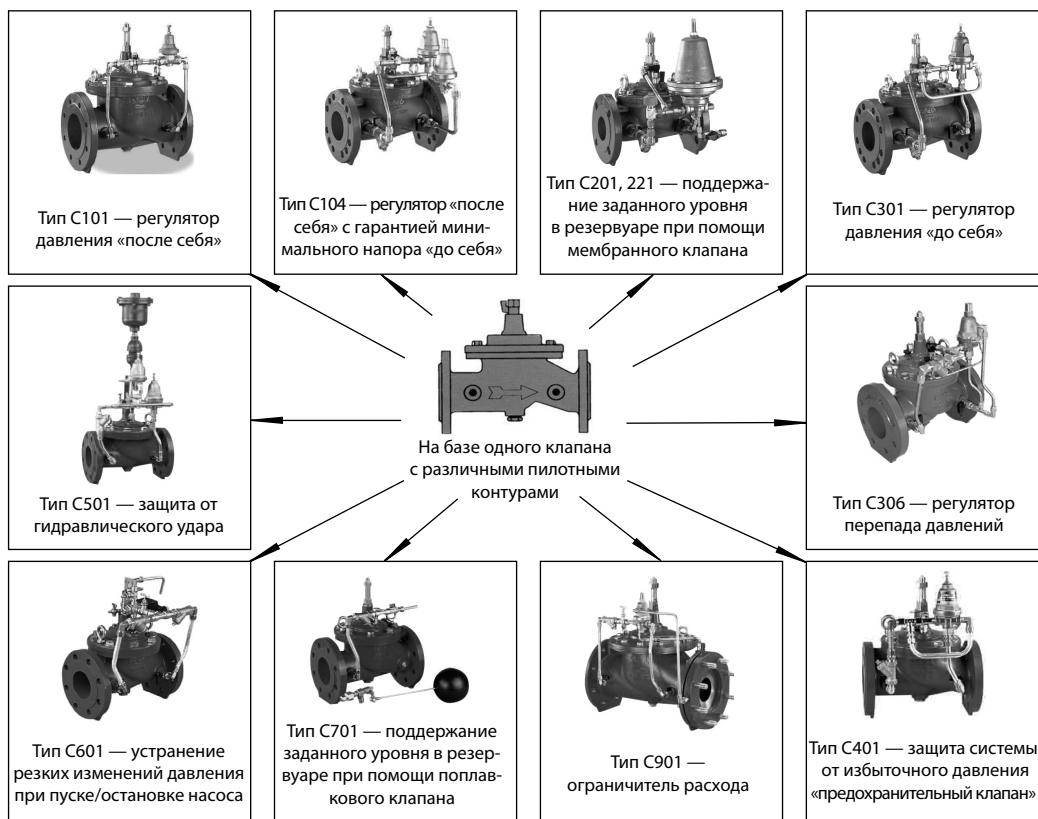 Тип С101 — регулятор
давления «после себя»
Тип С104 — регулятор «после
себя» с гарантией мини-
мального напора «до себя»
Тип С201, 221 — поддержа-
ние заданного уровня
в резервуаре при помощи
мембранного клапана
Тип С301 — регулятор
давления «до себя»
Тип С501 — защита от
гидравлического удара
На базе одного клапана
с различными пилотными
контурами
Тип С306 — регулятор
перепада давлений
Тип С601 — устранение
резких изменений давления
при пуске/остановке насоса
Тип С701 — поддержание
заданного уровня в резер-
вуаре при помощи поплав-
кового клапана
Тип С901 —
ограничитель расхода
Тип С401 — защита системы
от избыточного давления
«предохранительный клапан»